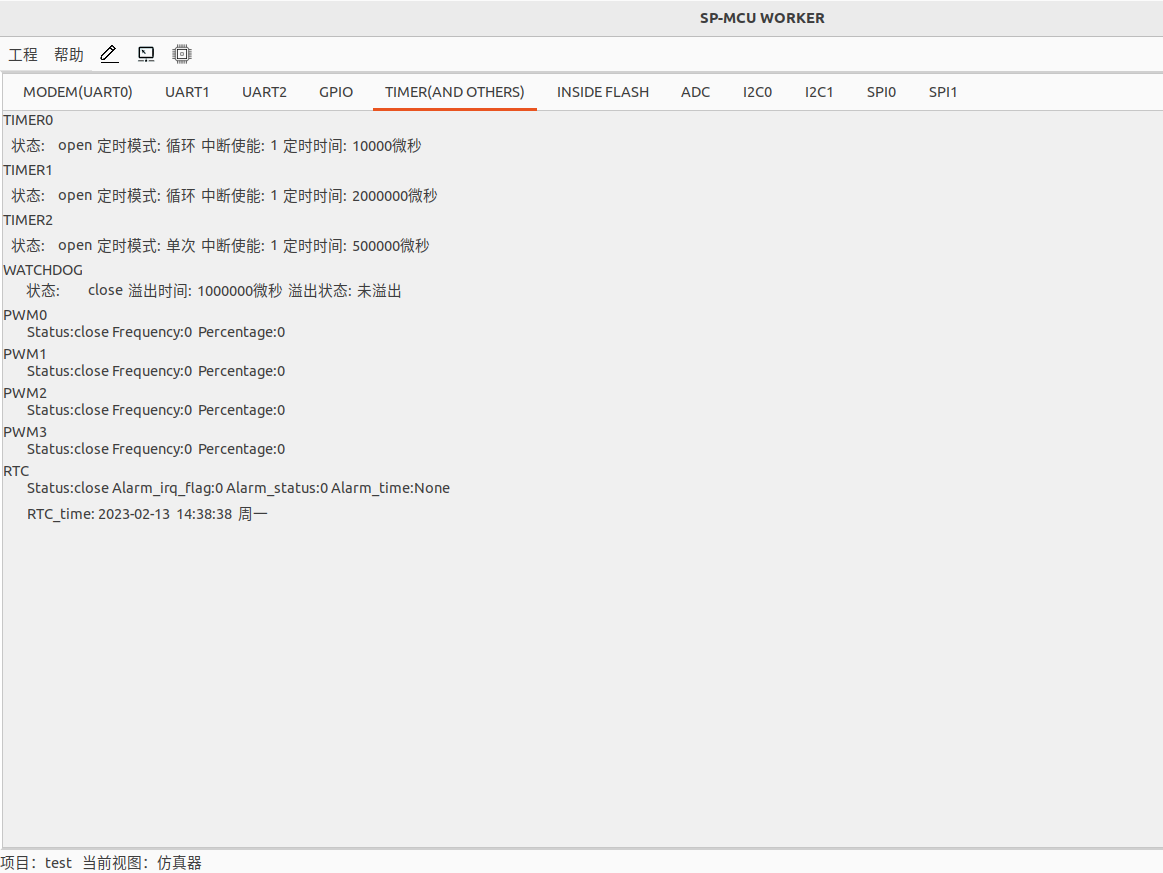 SP-MCU WORKER
工程 帮助
MODEM(UART0) UART1 UART2 GPIO TIMER(AND OTHERS) INSIDE FLASH ADC I2C0 I2C1 SPI0 SPI1
TIMER0
状态: open 定时模式: 循环 中断使能: 1 定时时间: 10000微秒
TIMER1
状态: open 定时模式: 循环 中断使能: 1 定时时间: 2000000微秒
TIMER2
状态: open 定时模式: 单次 中断使能: 1 定时时间: 500000微秒
WATCHDOG
状态: close 溢出时间: 1000000微秒 溢出状态: 未溢出
PWM0
Status:close Frequency:0 Percentage:0
PWM1
Status:close Frequency:0 Percentage:0
PWM2
Status:close Frequency:0 Percentage:0
PWM3
Status:close Frequency:0 Percentage:0
RTC
Status:close Alarm_irq_flag:0 Alarm_status:0 Alarm_time:None
RTC_time: 2023-02-13 14:38:38 周一
项目：test 当前视图：仿真器